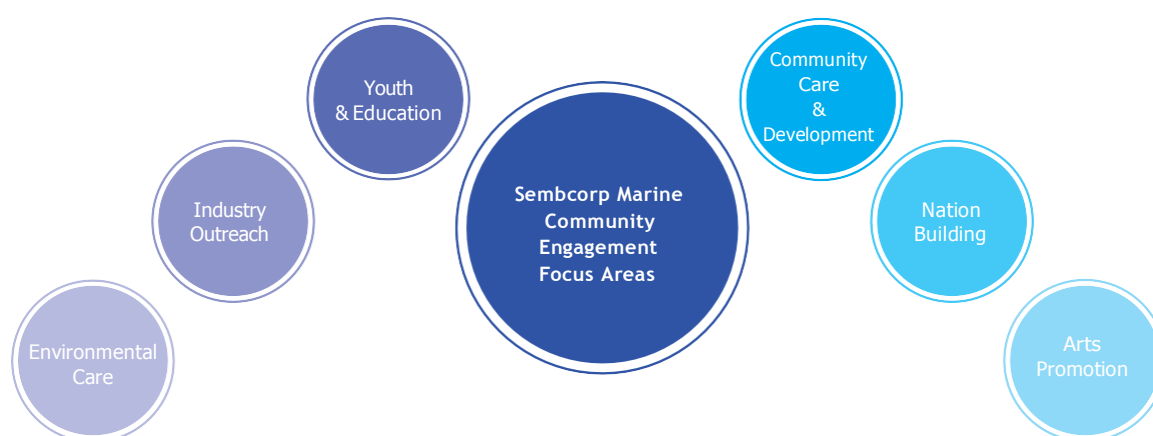 Youth
& Education
Community
Care
&
Development
Industry
Outreach
Sembcorp Marine
Community
Engagement
Focus Areas
Nation
Building
Environmental
Care
Arts
Promotion